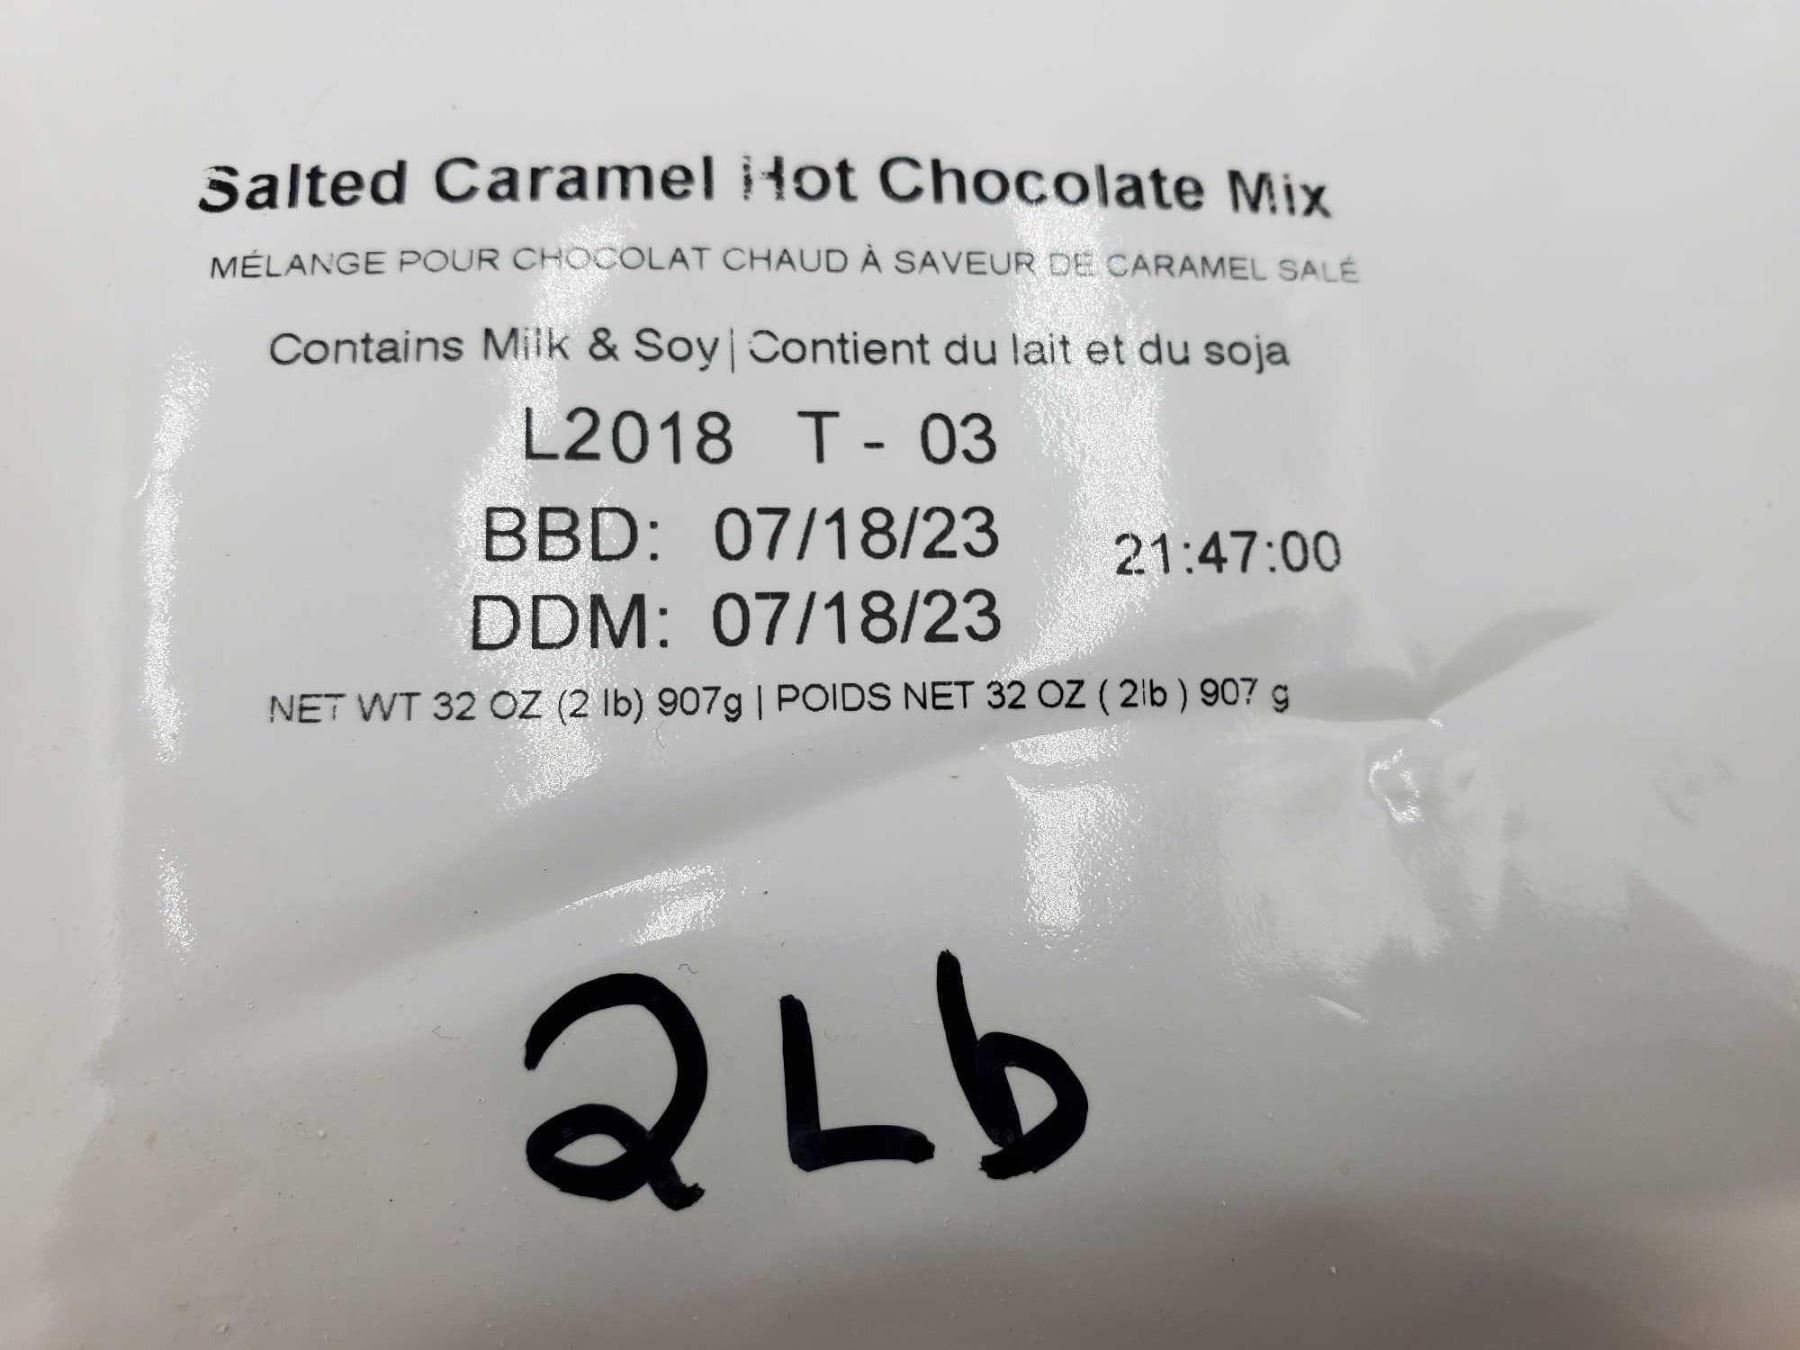 Salted Caramel Hot Chocolate Mix
MÉLANGE POUR CHOCOLAT CHAUD À SAVEUR DE CARAMEL SALÉ
Contains Milk & Soy | Contient du lait et du soja
L2018 T - 03
BBD: 07/18/23 21:47:00
DDM: 07/18/23
NET WT 32 OZ (2 lb) 907g | POIDS NET 32 OZ ( 2lb ) 907 g
2Lb